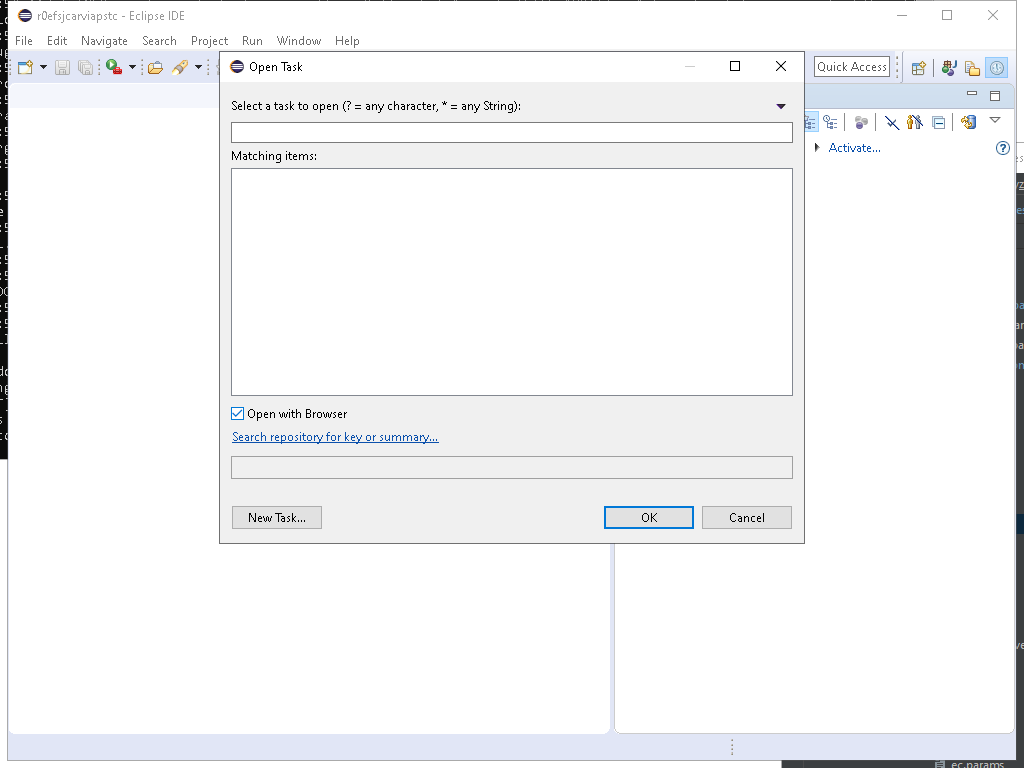 r0efsjcarviapstc - Eclipse IDE
File Edit Navigate Search Project Run Window Help
Quick Access
Open Task
Select a task to open (? = any character, * = any String):
Matching items:
Activate...
Open with Browser
Search repository for key or summary...
New Task...
OK
Cancel
ec.params